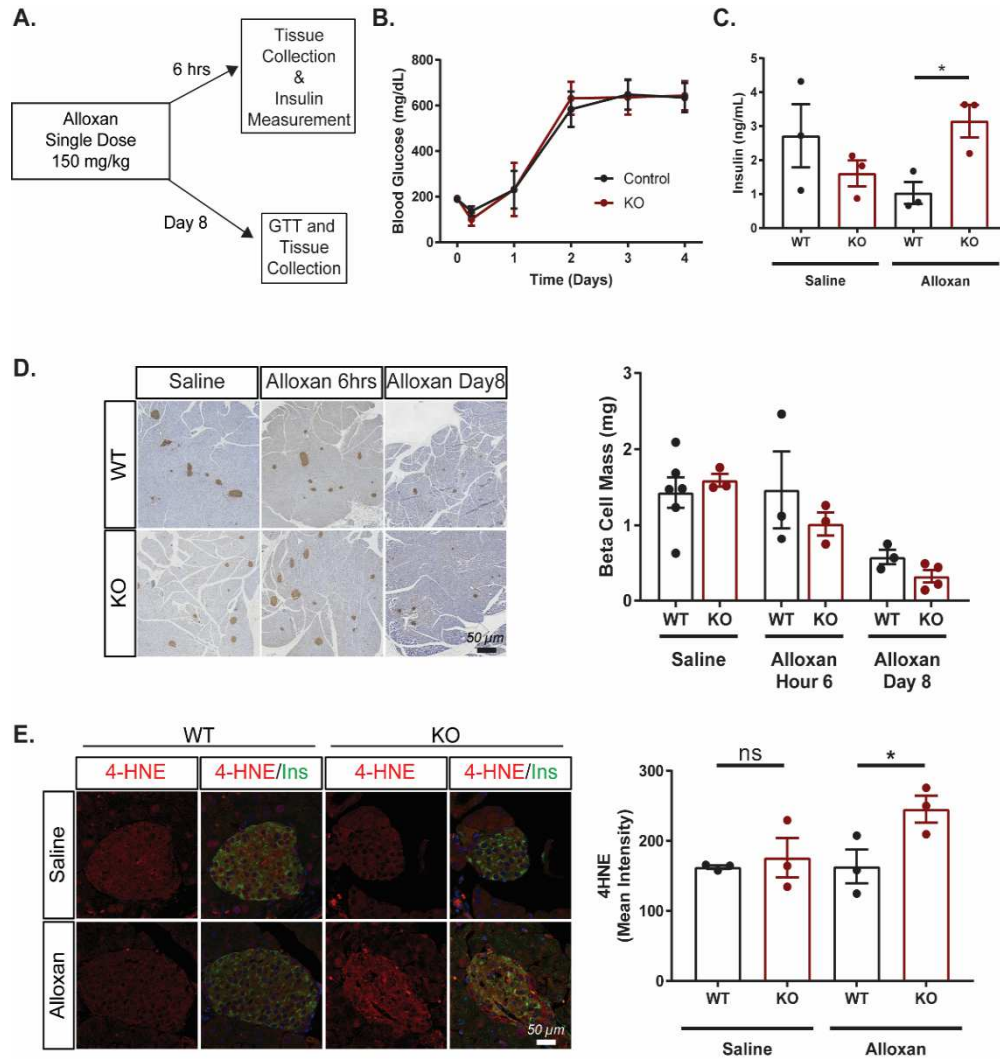 A.
Alloxan
Single Dose
150 mg/kg
6 hrs
Tissue
Collection
&
Insulin
Measurement
Day 8
GTT and
Tissue
Collection
B.
Blood Glucose (mg/dL)
800
600
400
200
0
Control
KO
0
1
2
3
4
Time (Days)
C.
Insulin (ng/mL)
5
4
3
2
1
0
*
WT
KO
WT
KO
Saline
Alloxan
D.
Saline
Alloxan 6hrs
Alloxan Day8
WT
KO
50 µm
Beta Cell Mass (mg)
3
2
1
0
WT
KO
WT
KO
WT
KO
Saline
Alloxan
Hour 6
Alloxan
Day 8
E.
WT
KO
4-HNE
4-HNE/Ins
4-HNE
4-HNE/Ins
Saline
Alloxan
50 µm
4HNE
(Mean Intensity)
300
150
0
ns
*
WT
KO
WT
KO
Saline
Alloxan